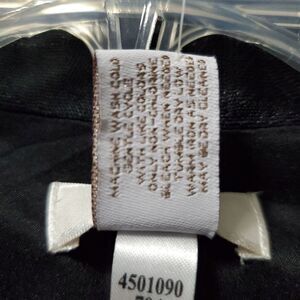 MACHINE WASH COLD
GENTLE CYCLE
WITH LIKE COLORS
ONLY NON-CHLORINE
BLEACH WHEN NEEDED
TUMBLE DRY LOW
WARM IRON AS NEEDED
MAY BE DRY CLEANED
4501090